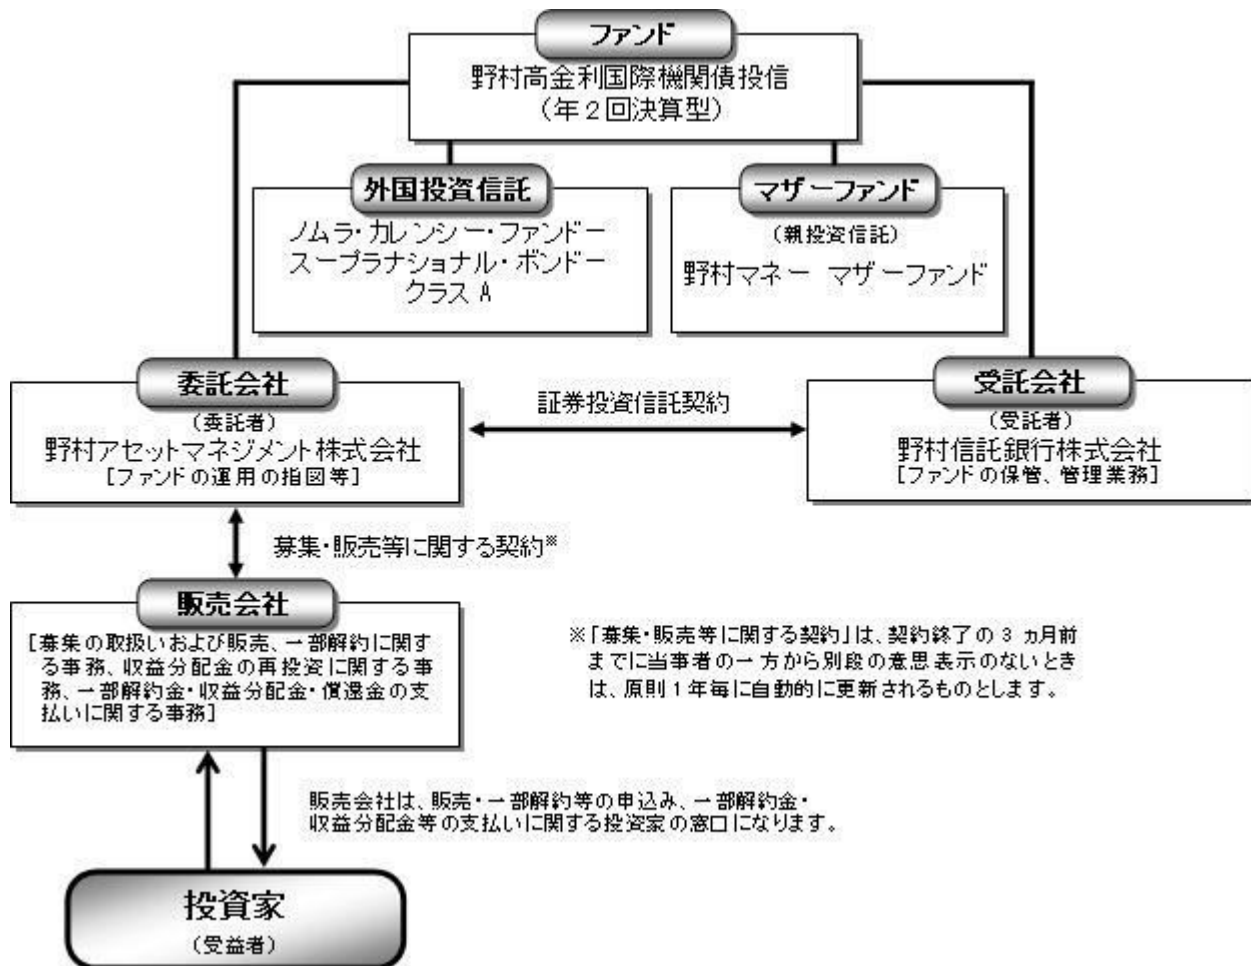 ファンド
野村高金利国際機関債投信
（年２回決算型）
外国投資信託
ノムラ・カレンシー・ファンドー
スープラナショナル・ボンドー
クラス A
マザーファンド
（親投資信託）
野村マネー マザーファンド
委託会社
（委託者）
野村アセットマネジメント株式会社
［ファンドの運用の指図等］
証券投資信託契約
受託会社
（受託者）
野村信託銀行株式会社
［ファンドの保管、管理業務］
募集・販売等に関する契約※
販売会社
［募集の取扱いおよび販売、一部解約に関す
る事務、収益分配金の再投資に関する事
務、一部解約金・収益分配金・償還金の支
払いに関する事務］
※「募集・販売等に関する契約」は、契約終了の 3 ヵ月前
までに当事者の一方から別段の意思表示のないとき
は、原則１年毎に自動的に更新されるものとします。
販売会社は、販売・一部解約等の申込み、一部解約金・
収益分配金等の支払いに関する投資家の窓口になります。
投資家
（受益者）